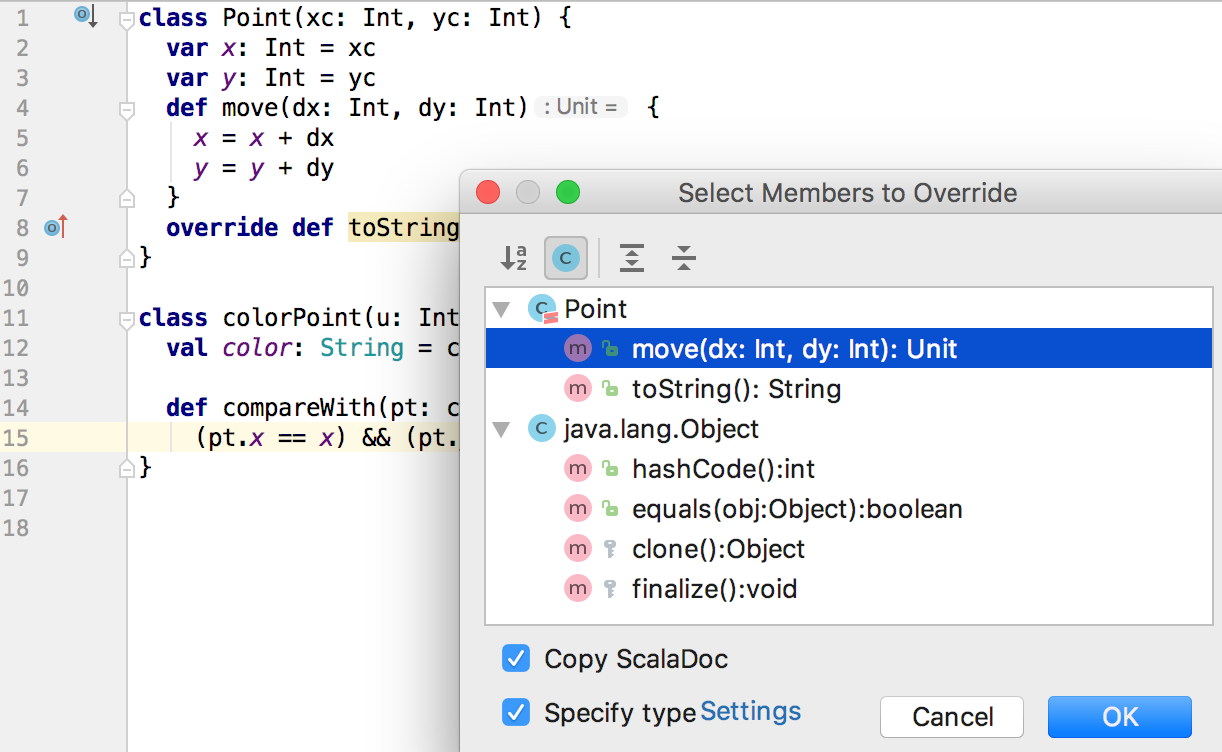 1 class Point(xc: Int, yc: Int) {
2 var x: Int = xc
3 var y: Int = yc
4 def move(dx: Int, dy: Int) : Unit = {
5 x = x + dx
6 y = y + dy
7 }
8 override def toString
9 }
10
11 class colorPoint(u: Int
12 val color: String = c
13
14 def compareWith(pt: c
15 (pt.x == x) && (pt.
16 }
17
18
Select Members to Override
a
z
C
C Point
m move(dx: Int, dy: Int): Unit
m toString(): String
C java.lang.Object
m hashCode():int
m equals(obj:Object):boolean
m clone():Object
m finalize():void
Copy ScalaDoc
Specify type Settings
Cancel OK